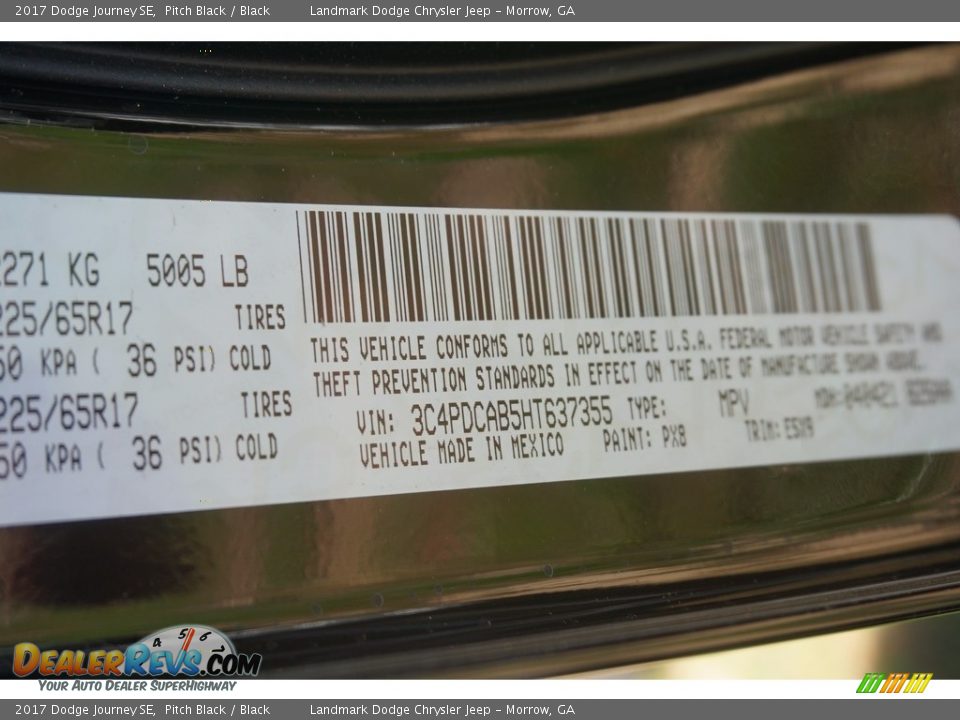 2017 Dodge Journey SE, Pitch Black / Black Landmark Dodge Chrysler Jeep - Morrow, GA
271 KG 5005 LB
225/65R17 TIRES
50 KPA ( 36 PSI) COLD
225/65R17 TIRES
50 KPA ( 36 PSI) COLD
THIS VEHICLE CONFORMS TO ALL APPLICABLE U.S.A. FEDERAL MOTOR VEHICLE SAFETY AND
THEFT PREVENTION STANDARDS IN EFFECT ON THE DATE OF MANUFACTURE SHOWN ABOVE.
VIN: 3C4PDCAB5HT637355 TYPE: MPV MDH:
VEHICLE MADE IN MEXICO PAINT: PX8 TRIM:
4 5 6
DEALERREVS.COM
YOUR AUTO DEALER SUPERHIGHWAY
2017 Dodge Journey SE, Pitch Black / Black Landmark Dodge Chrysler Jeep - Morrow, GA